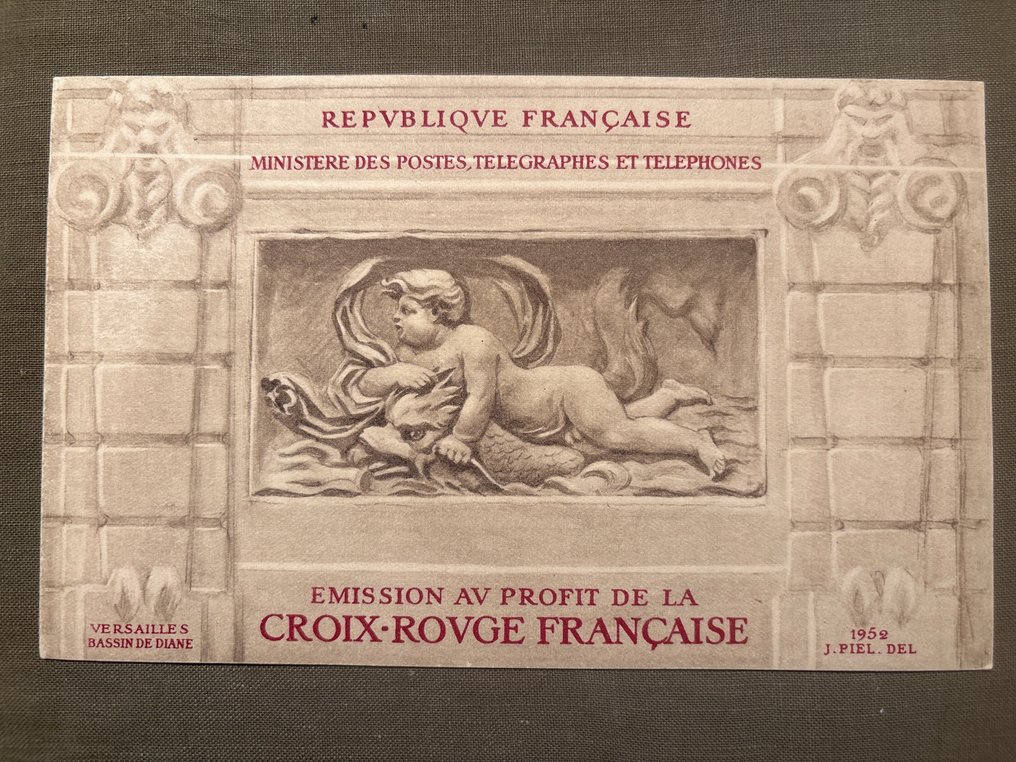 REPVBLIQVE FRANÇAISE
MINISTERE DES POSTES, TELEGRAPHES ET TELEPHONES
EMISSION AV PROFIT DE LA
CROIX-ROVGE FRANÇAISE
VERSAILLES
BASSIN DE DIANE
1952
J. PIEL. DEL